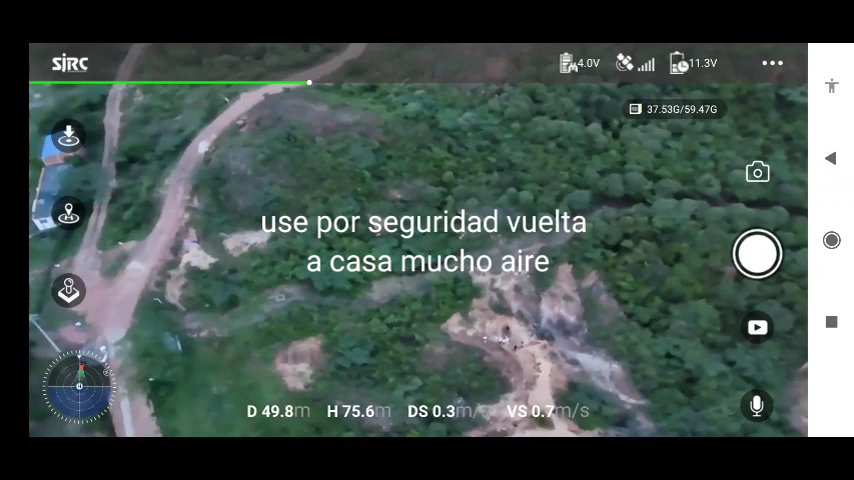 SJRC
4.0V
11.3V
37.53G/59.47G
use por seguridad vuelta
a casa mucho aire
D 49.8m H 75.6m DS 0.3m/s VS 0.7m/s